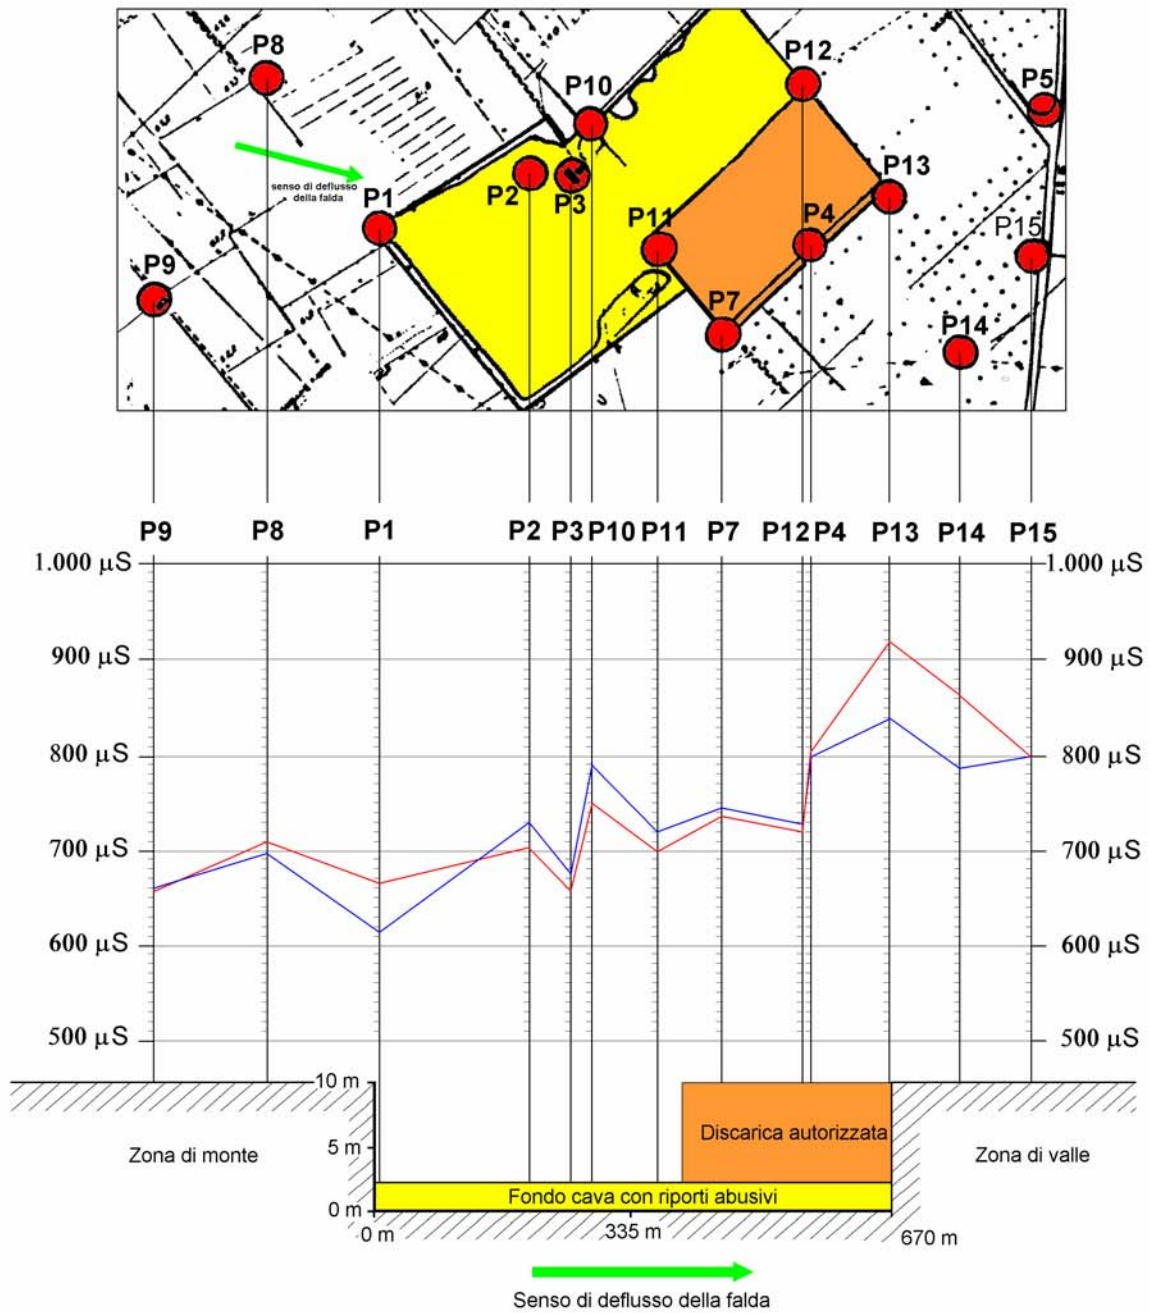 P8
P12
P10
P5
senso di deflusso
della falda
P1
P2
P3
P13
P11
P4
P15
P9
P7
P14
P9 P8 P1 P2 P3 P10 P11 P7 P12 P4 P13 P14 P15
1.000 µS 1.000 µS
900 µS 900 µS
800 µS 800 µS
700 µS 700 µS
600 µS 600 µS
500 µS 500 µS
10 m
Discarica autorizzata
Zona di monte 5 m Zona di valle
Fondo cava con riporti abusivi
0 m
0 m 335 m 670 m
Senso di deflusso della falda